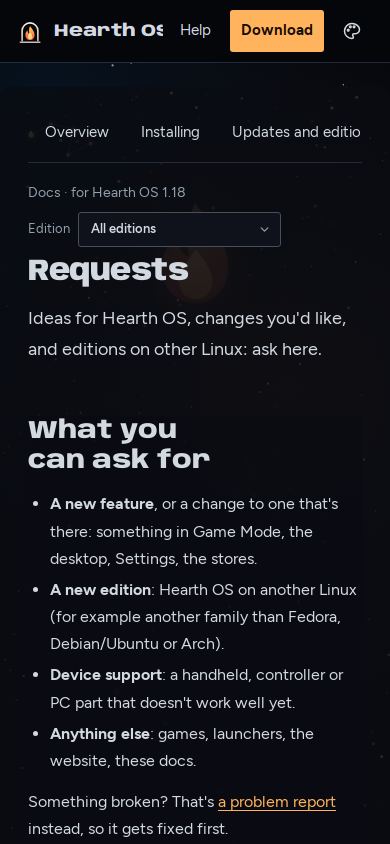 Hearth OS Help Download
Overview Installing Updates and editio
Docs · for Hearth OS 1.18
Edition All editions
Requests
Ideas for Hearth OS, changes you'd like,
and editions on other Linux: ask here.
What you
can ask for
• A new feature, or a change to one that's
there: something in Game Mode, the
desktop, Settings, the stores.
• A new edition: Hearth OS on another Linux
(for example another family than Fedora,
Debian/Ubuntu or Arch).
• Device support: a handheld, controller or
PC part that doesn't work well yet.
• Anything else: games, launchers, the
website, these docs.
Something broken? That's a problem report
instead, so it gets fixed first.